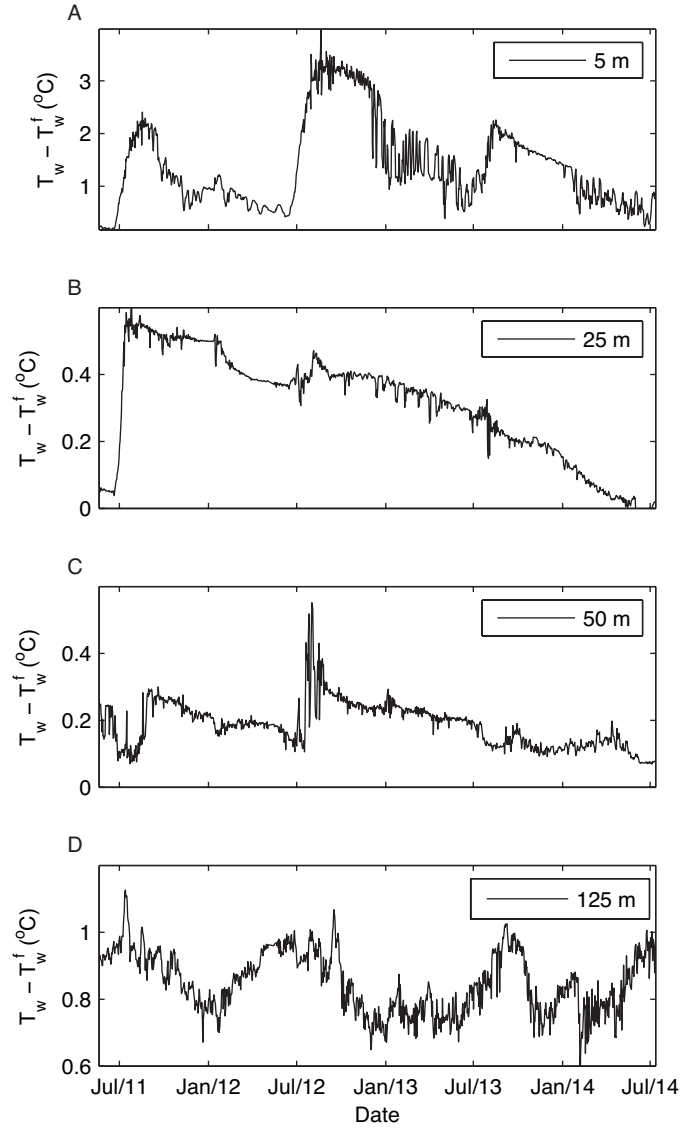 A
T_w − T_w^f (°C)
3
2
1
5 m
B
T_w − T_w^f (°C)
0.4
0.2
0
25 m
C
T_w − T_w^f (°C)
0.4
0.2
0
50 m
D
T_w − T_w^f (°C)
1
0.8
0.6
125 m
Jul/11 Jan/12 Jul/12 Jan/13 Jul/13 Jan/14 Jul/14
Date